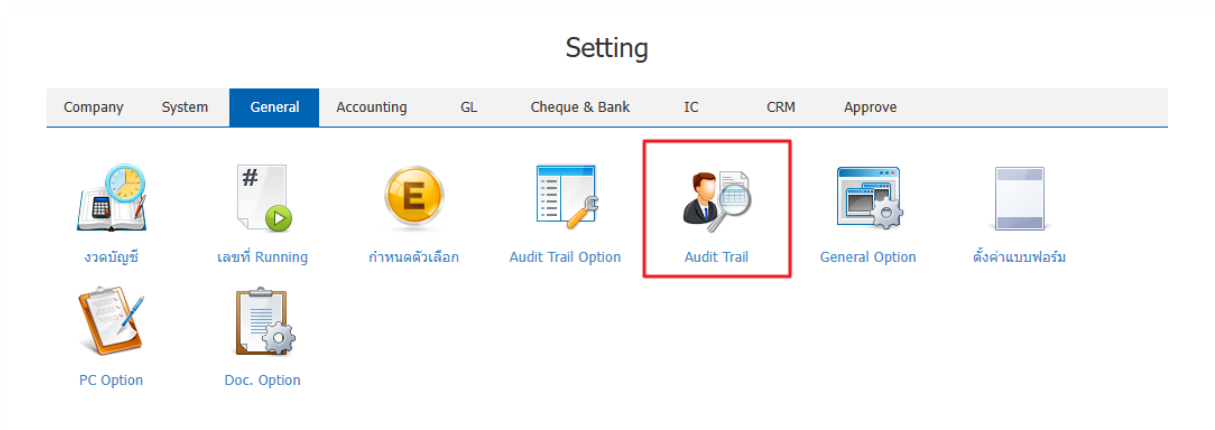 Setting
Company System General Accounting GL Cheque & Bank IC CRM Approve
#
E
งวดบัญชี เลขที่ Running กำหนดตัวเลือก Audit Trail Option Audit Trail General Option ตั้งค่าแบบฟอร์ม
PC Option Doc. Option